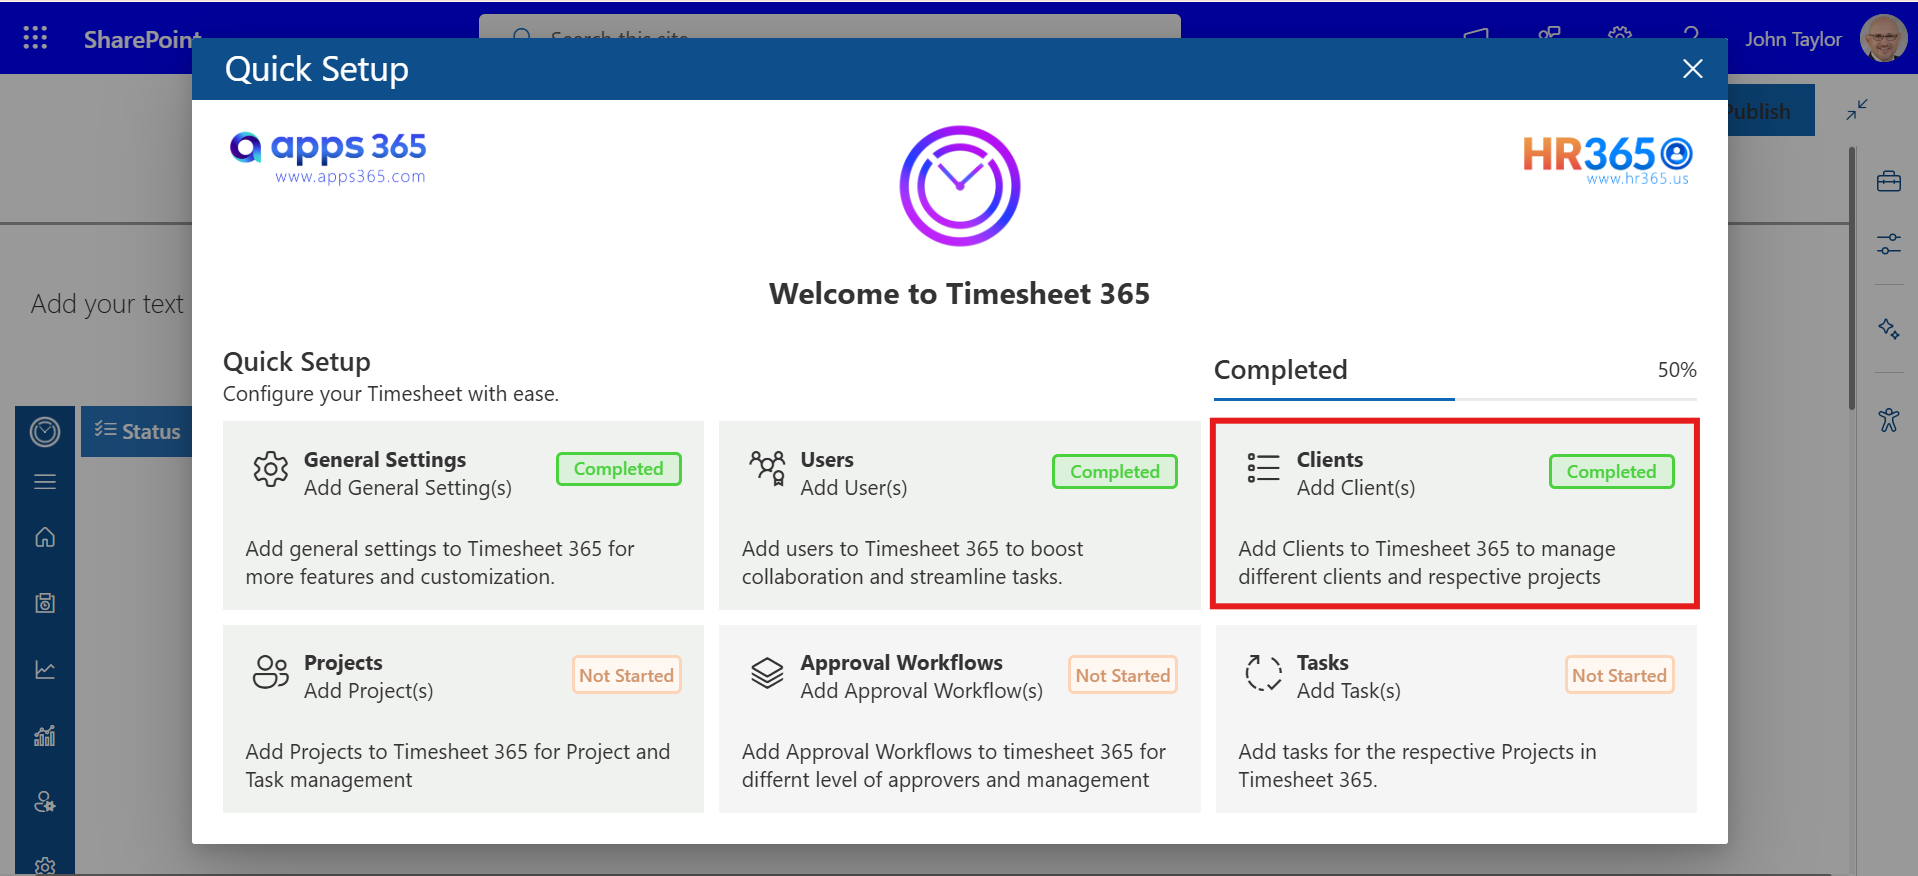 SharePoint
Search this site
John Taylor
Quick Setup
Publish
apps 365
www.apps365.com
HR365
www.hr365.us
Add your text
Welcome to Timesheet 365
Quick Setup
Configure your Timesheet with ease.
Completed
50%
Status
General Settings
Add General Setting(s)
Completed
Add general settings to Timesheet 365 for
more features and customization.
Users
Add User(s)
Completed
Add users to Timesheet 365 to boost
collaboration and streamline tasks.
Clients
Add Client(s)
Completed
Add Clients to Timesheet 365 to manage
different clients and respective projects
Projects
Add Project(s)
Not Started
Add Projects to Timesheet 365 for Project and
Task management
Approval Workflows
Add Approval Workflow(s)
Not Started
Add Approval Workflows to timesheet 365 for
differnt level of approvers and management
Tasks
Add Task(s)
Not Started
Add tasks for the respective Projects in
Timesheet 365.